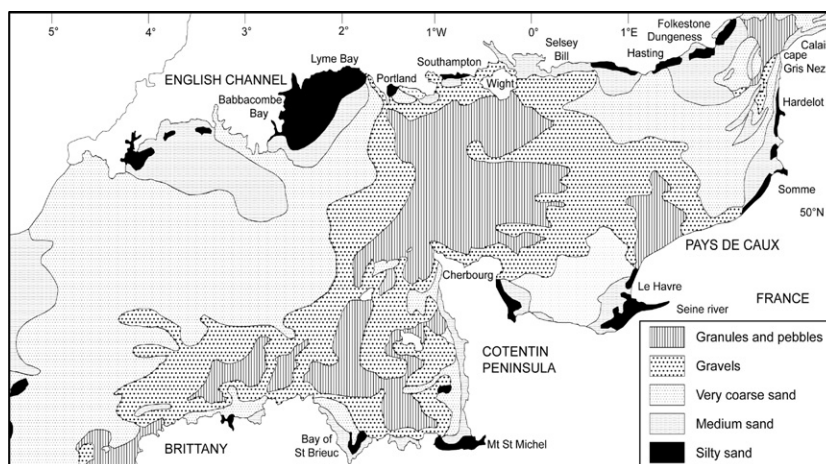 5°
4°
3°
2°
1°W
0°
1°E
Folkestone
Dungeness
Calai
cape
Gris Nez
Selsey
Bill
Hasting
Lyme Bay
Southampton
Portland
Wight
ENGLISH CHANNEL
Babbacombe
Bay
Hardelot
Somme
50°N
PAYS DE CAUX
Cherbourg
Le Havre
Seine river
FRANCE
COTENTIN
PENINSULA
BRITTANY
Bay of
St Brieuc
Mt St Michel
Granules and pebbles
Gravels
Very coarse sand
Medium sand
Silty sand